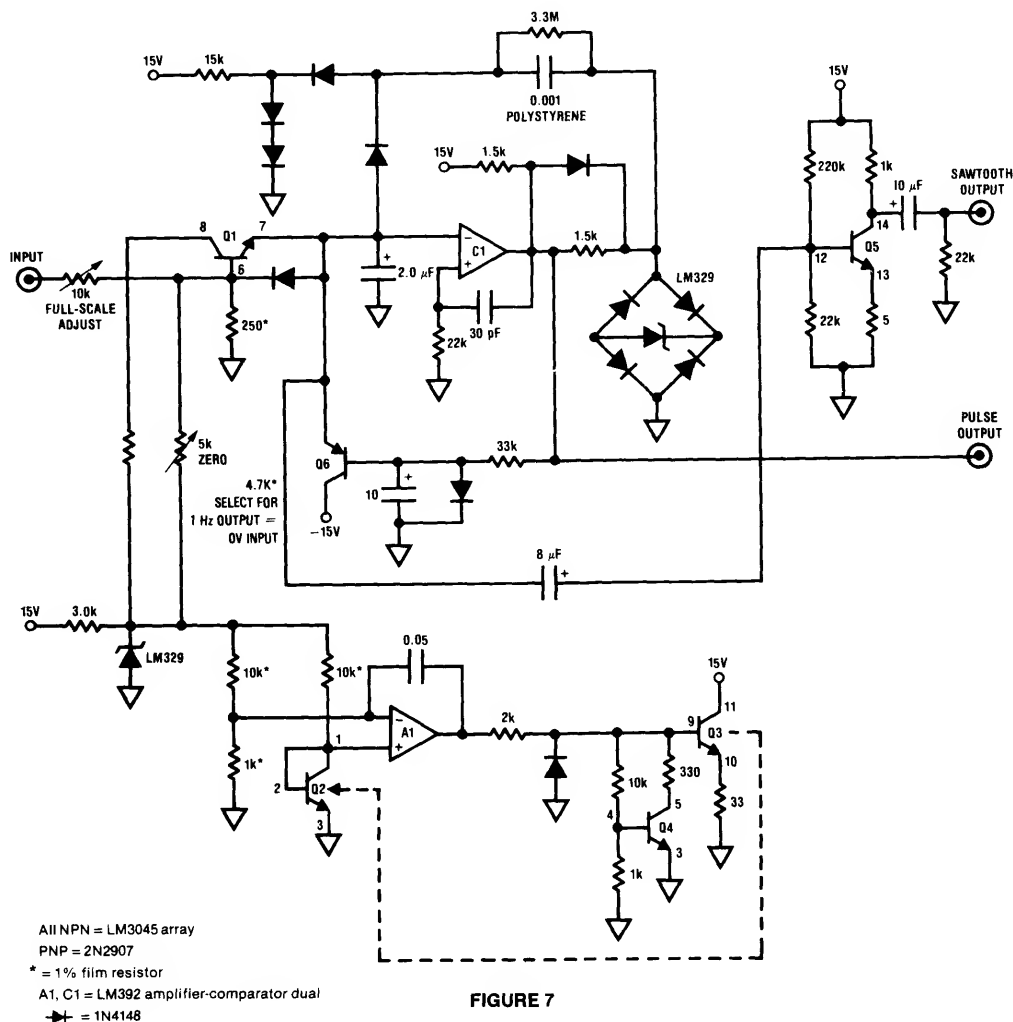 3.3M
15V
15k
0.001
POLYSTYRENE
15V
15V
1.5k
220k
1k
SAWTOOTH
OUTPUT
10 µF
+
14
8
Q1
7
−
C1
+
1.5k
12
Q5
13
INPUT
6
+
2.0 µF
LM329
10k
FULL-SCALE
ADJUST
250*
30 pF
22k
22k
5
22k
5k
ZERO
PULSE
OUTPUT
33k
Q6
10
+
4.7K*
SELECT FOR
1 Hz OUTPUT =
0V INPUT
−15V
8 µF
+
15V
3.0k
LM329
10k*
10k*
0.05
15V
11
−
A1
+
2k
9
Q3
1
10
1k*
2
Q2
3
10k
330
33
5
4
Q4
3
1k
All NPN = LM3045 array
PNP = 2N2907
* = 1% film resistor
A1, C1 = LM392 amplifier-comparator dual
= 1N4148
FIGURE 7